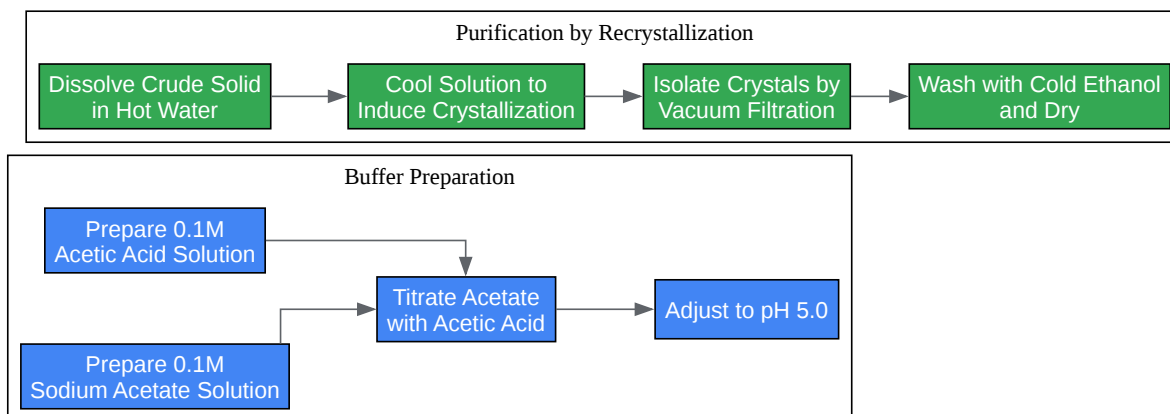 Purification by Recrystallization
Dissolve Crude Solid
in Hot Water
Cool Solution to
Induce Crystallization
Isolate Crystals by
Vacuum Filtration
Wash with Cold Ethanol
and Dry
Buffer Preparation
Prepare 0.1M
Acetic Acid Solution
Titrate Acetate
with Acetic Acid
Adjust to pH 5.0
Prepare 0.1M
Sodium Acetate Solution